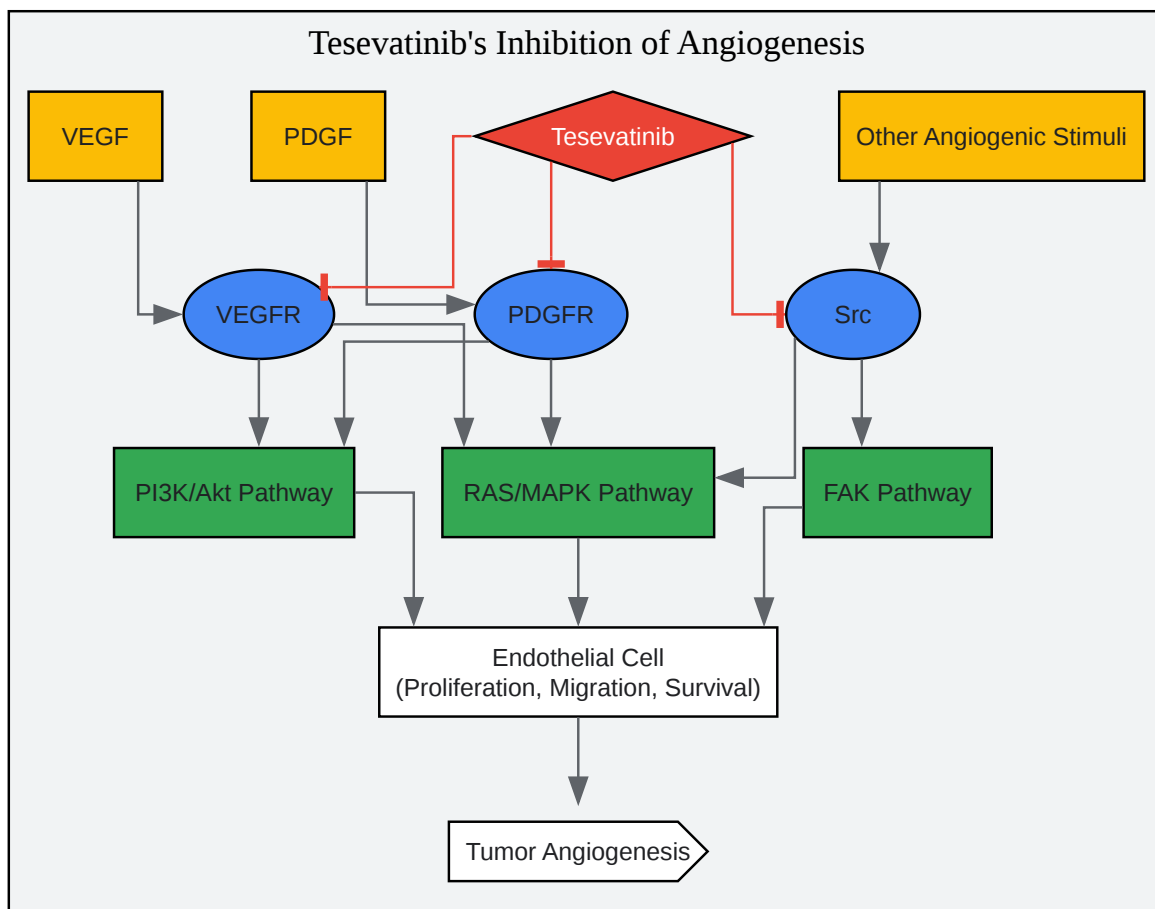 Tesevatinib's Inhibition of Angiogenesis
VEGF
PDGF
Tesevatinib
Other Angiogenic Stimuli
VEGFR
PDGFR
Src
PI3K/Akt Pathway
RAS/MAPK Pathway
FAK Pathway
Endothelial Cell
(Proliferation, Migration, Survival)
Tumor Angiogenesis